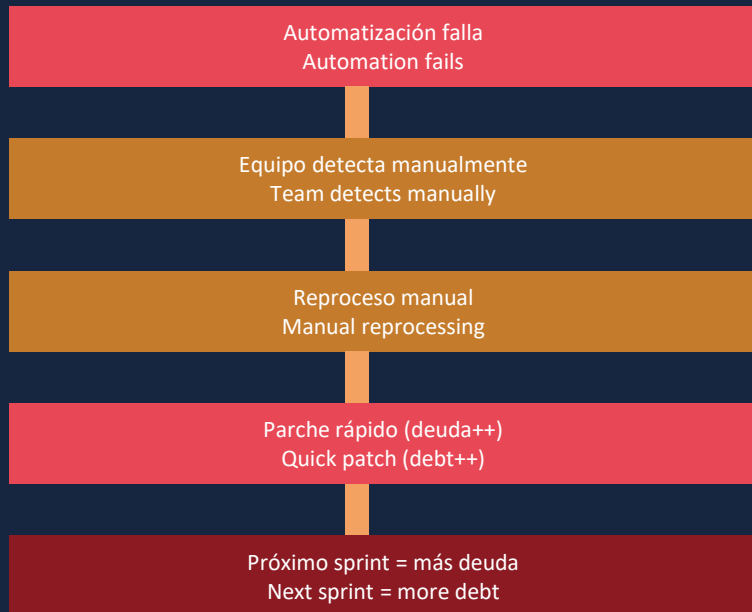 Automatización falla
Automation fails
Equipo detecta manualmente
Team detects manually
Reproceso manual
Manual reprocessing
Parche rápido (deuda++)
Quick patch (debt++)
Próximo sprint = más deuda
Next sprint = more debt